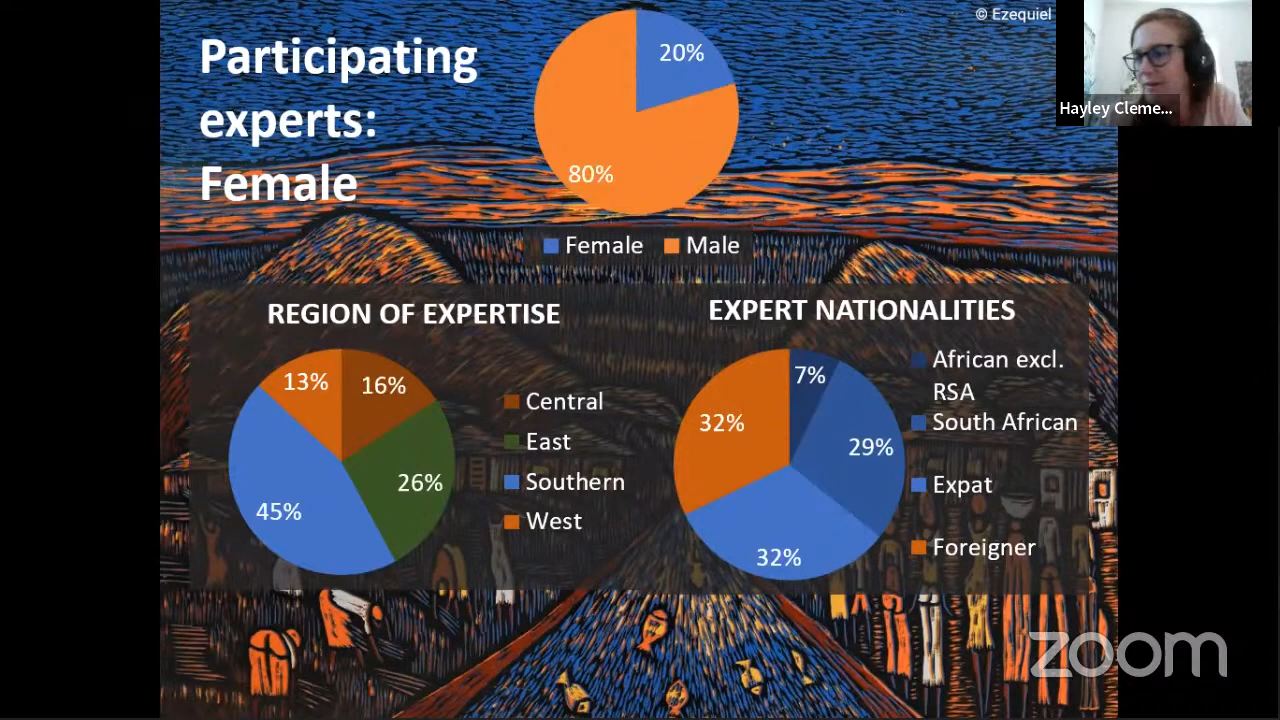 © Ezequiel
Hayley Cleme...
Participating
experts:
Female
20%
80%
Female Male
REGION OF EXPERTISE
13%
16%
26%
45%
Central
East
Southern
West
EXPERT NATIONALITIES
7%
29%
32%
32%
African excl.
RSA
South African
Expat
Foreigner
zoom